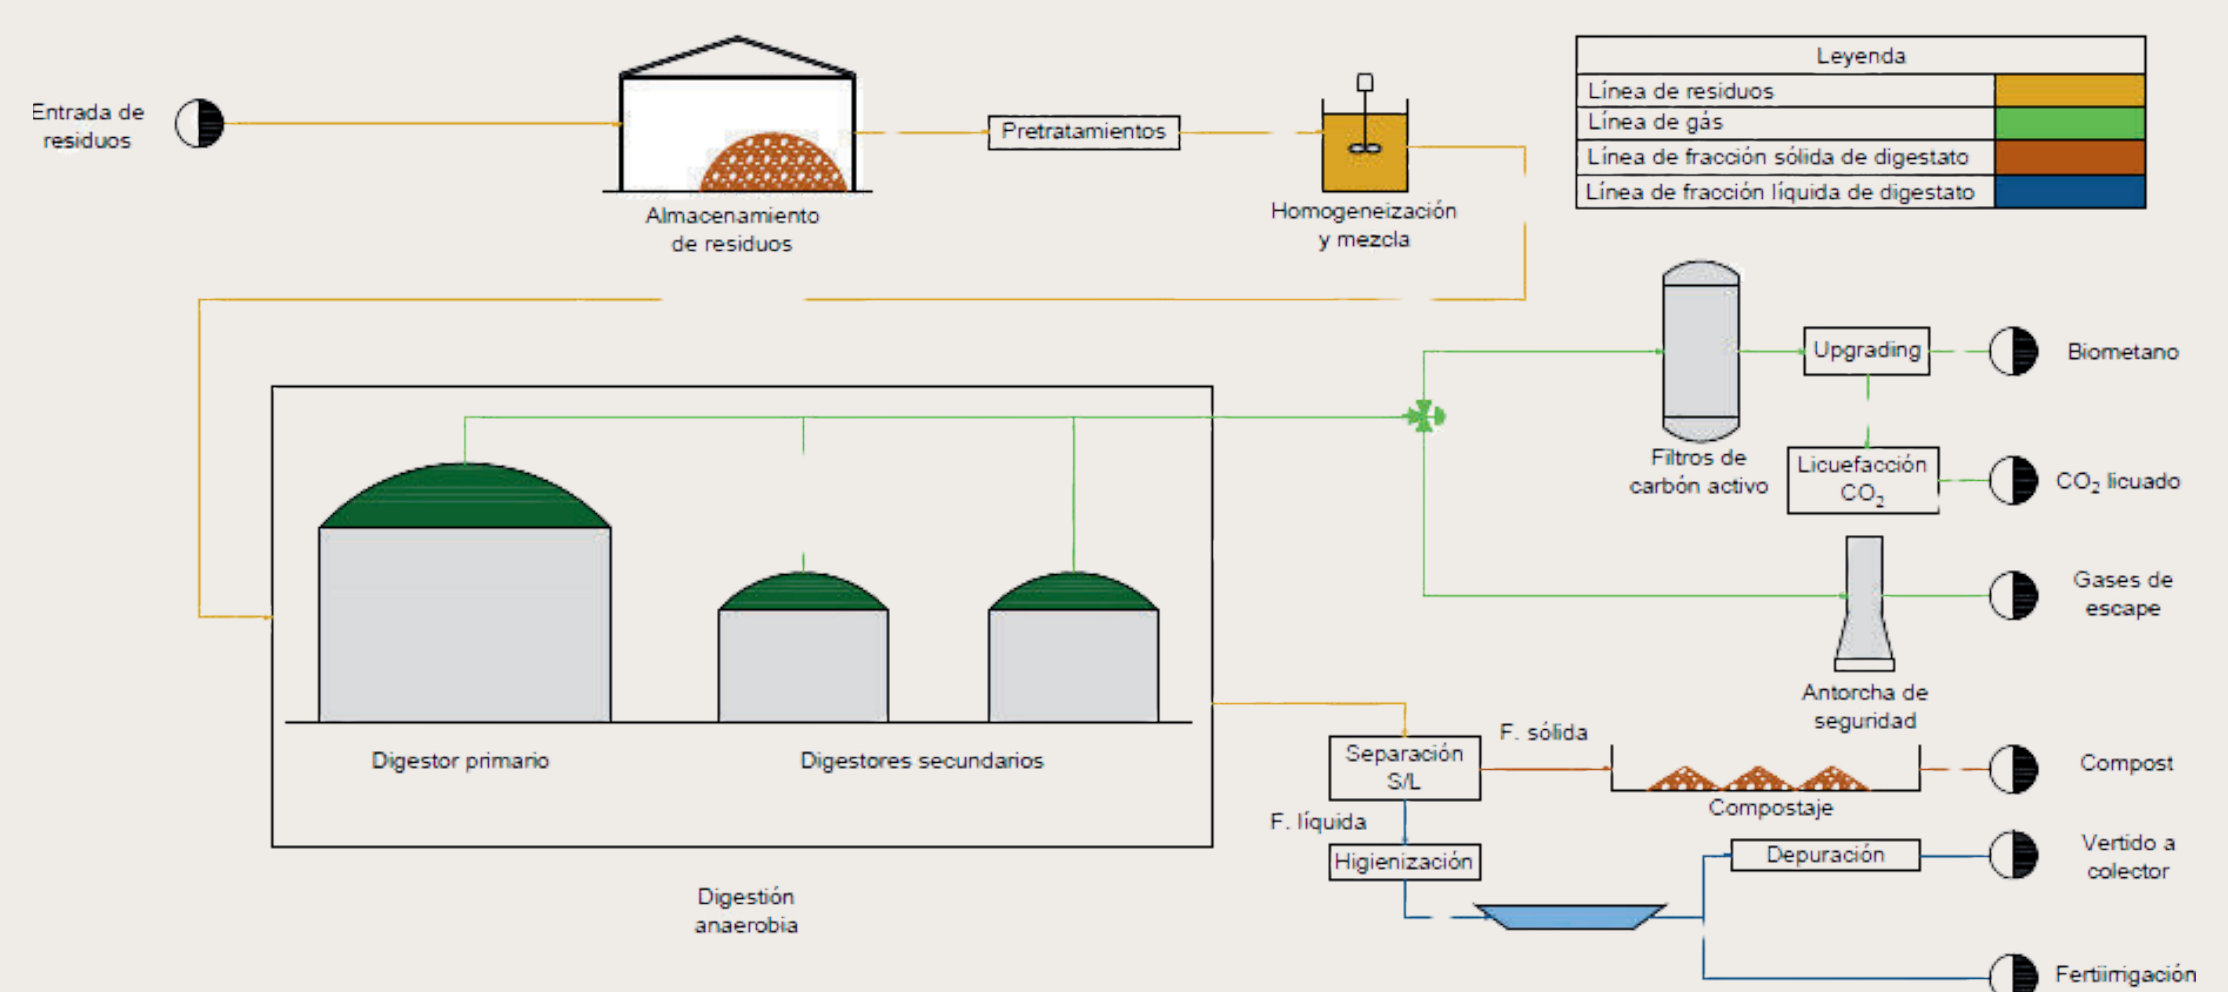 Entrada de
residuos
Almacenamiento
de residuos
Pretratamientos
Homogeneización
y mezcla
Leyenda
Línea de residuos
Línea de gás
Línea de fracción sólida de digestato
Línea de fracción líquida de digestato
Filtros de
carbón activo
Upgrading
Biometano
Licuefacción
CO₂
CO₂ licuado
Gases de
escape
Antorcha de
seguridad
Digestor primario
Digestores secundarios
Digestión
anaerobia
Separación
S/L
F. sólida
Compostaje
Compost
F. líquida
Higienización
Depuración
Vertido a
colector
Fertiirrigación